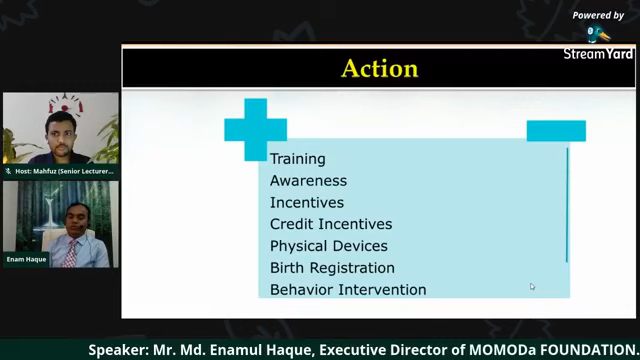 Powered by
StreamYard
Action
Training
Awareness
Incentives
Credit Incentives
Physical Devices
Birth Registration
Behavior Intervention
Host: Mahfuz (Senior Lecturer...
Enam Haque
Speaker: Mr. Md. Enamul Haque, Executive Director of MOMODa FOUNDATION.